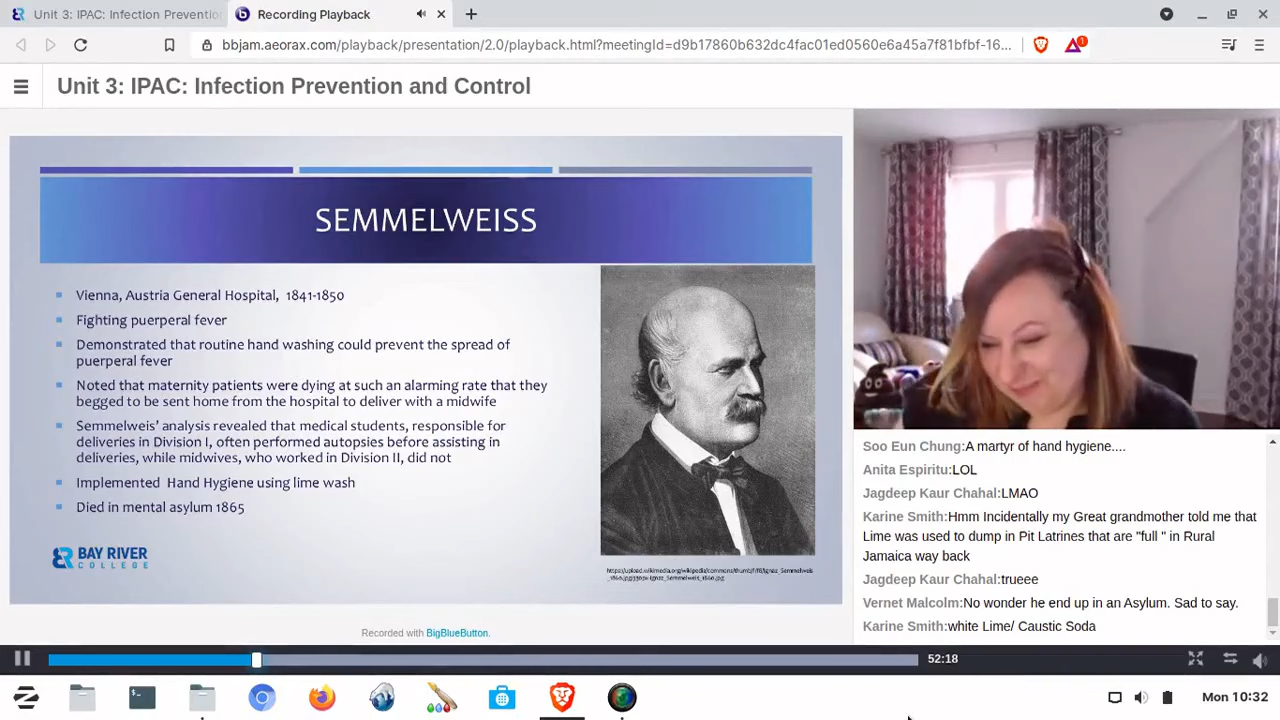 Unit 3: IPAC: Infection Preventio
Recording Playback
bbjam.aeorax.com/playback/presentation/2.0/playback.html?meetingId=d9b17860b632dc4fac01ed0560e6a45a7f81bfbf-16...
1
Unit 3: IPAC: Infection Prevention and Control
SEMMELWEISS
Vienna, Austria General Hospital, 1841-1850
Fighting puerperal fever
Demonstrated that routine hand washing could prevent the spread of
puerperal fever
Noted that maternity patients were dying at such an alarming rate that they
begged to be sent home from the hospital to deliver with a midwife
Semmelweis' analysis revealed that medical students, responsible for
deliveries in Division I, often performed autopsies before assisting in
deliveries, while midwives, who worked in Division II, did not
Implemented Hand Hygiene using lime wash
Died in mental asylum 1865
BAY RIVER
COLLEGE
Recorded with BigBlueButton.
Soo Eun Chung:A martyr of hand hygiene....
Anita Espiritu:LOL
Jagdeep Kaur Chahal:LMAO
Karine Smith:Hmm Incidentally my Great grandmother told me that
Lime was used to dump in Pit Latrines that are "full " in Rural
Jamaica way back
Jagdeep Kaur Chahal:trueee
Vernet Malcolm:No wonder he end up in an Asylum. Sad to say.
Karine Smith:white Lime/ Caustic Soda
52:18
Mon 10:32